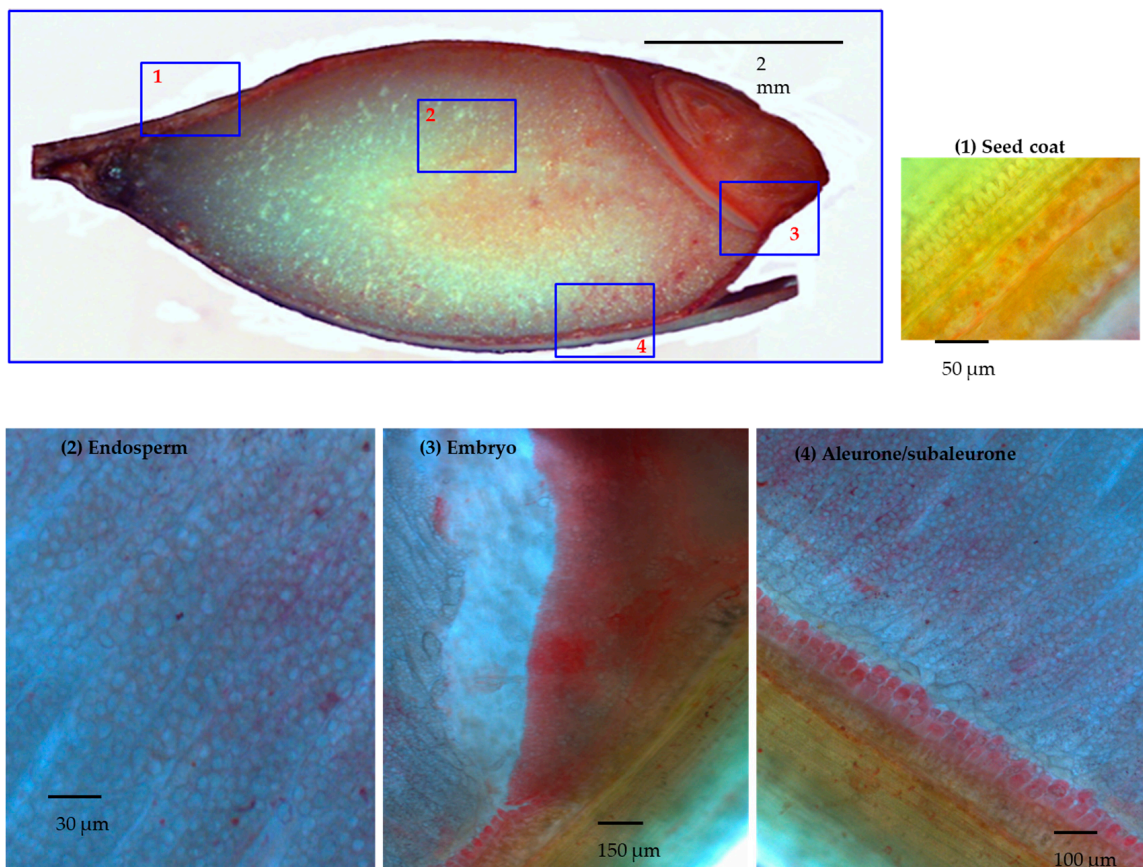 1
2
2
mm
3
4
(1) Seed coat
50 µm
(2) Endosperm
30 µm
(3) Embryo
150 µm
(4) Aleurone/subaleurone
100 µm